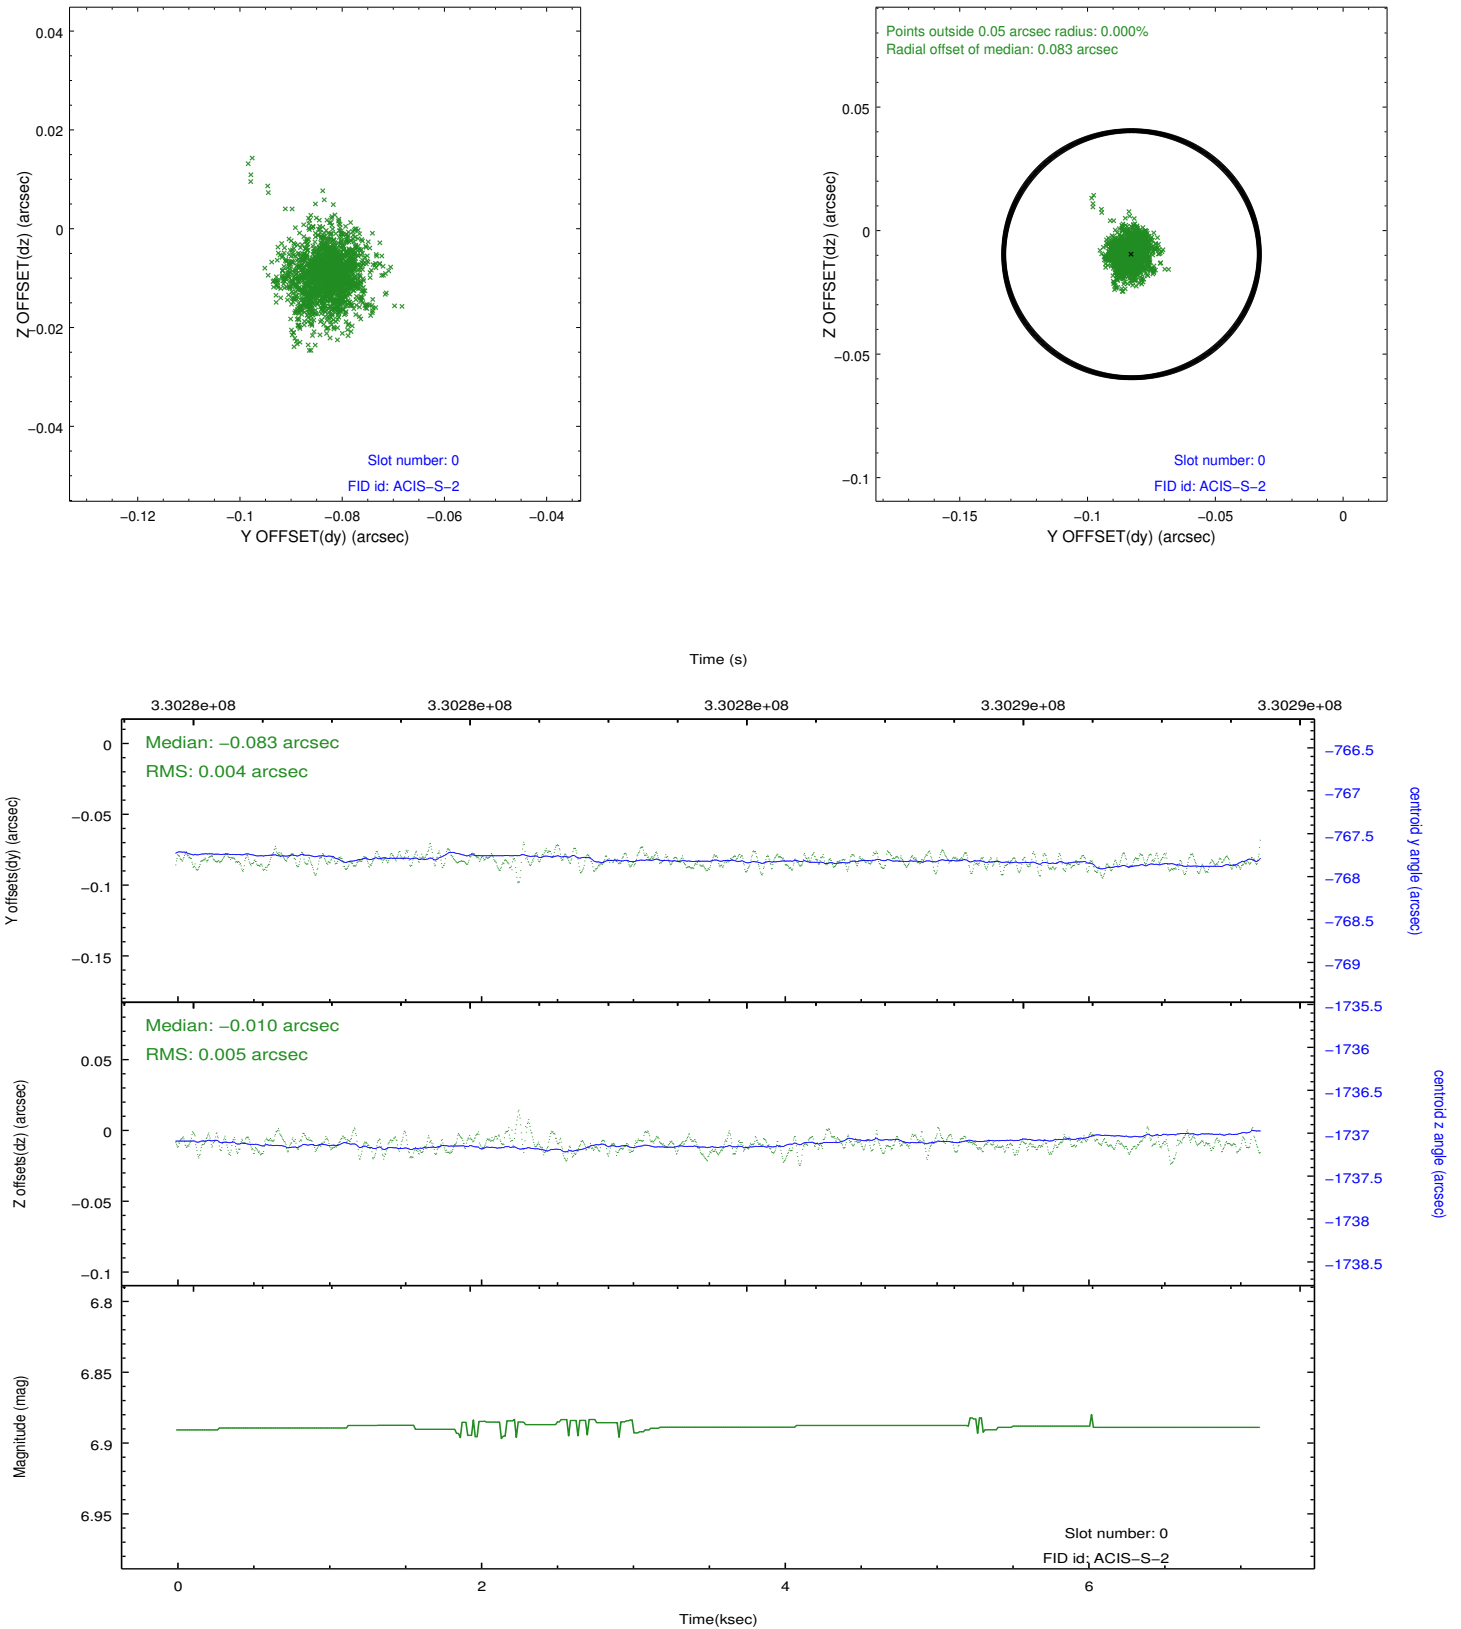 0.04
0.02
0
−0.02
−0.04
Z OFFSET(dz) (arcsec)
Slot number: 0
FID id: ACIS−S−2
−0.12
−0.1
−0.08
−0.06
−0.04
Y OFFSET(dy) (arcsec)
Points outside 0.05 arcsec radius: 0.000%
Radial offset of median: 0.083 arcsec
0.05
0
−0.05
−0.1
Z OFFSET(dz) (arcsec)
Slot number: 0
FID id: ACIS−S−2
−0.15
−0.1
−0.05
0
Y OFFSET(dy) (arcsec)
Time (s)
3.3028e+08
3.3028e+08
3.3028e+08
3.3029e+08
3.3029e+08
Median: −0.083 arcsec
RMS: 0.004 arcsec
0
−0.05
−0.1
−0.15
Y offsets(dy) (arcsec)
−766.5
−767
−767.5
−768
−768.5
−769
centroid y angle (arcsec)
Median: −0.010 arcsec
RMS: 0.005 arcsec
0.05
0
−0.05
−0.1
Z offsets(dz) (arcsec)
−1735.5
−1736
−1736.5
−1737
−1737.5
−1738
−1738.5
centroid z angle (arcsec)
6.8
6.85
6.9
6.95
Magnitude (mag)
Slot number: 0
FID id: ACIS−S−2
0
2
4
6
Time(ksec)